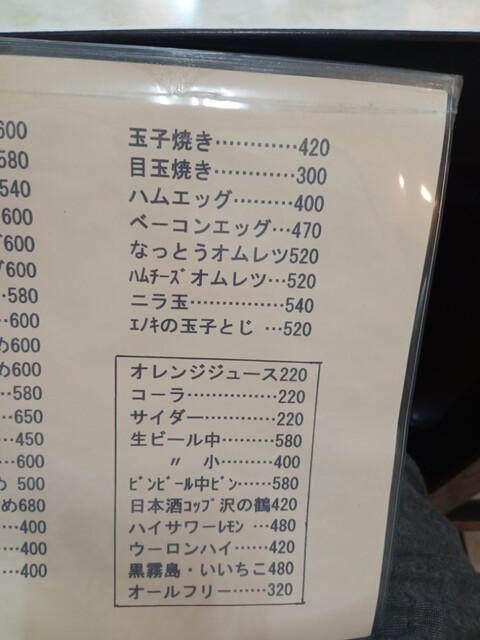 600
580
540
600
600
600
580
600
め600
め600
580
650
450
600
500
め680
400
400
400
玉子焼き…………420
目玉焼き…………300
ハムエッグ………400
ベーコンエッグ…470
なっとうオムレツ520
ﾊﾑﾁｰｽﾞオムレツ…520
ニラ玉……………540
ｴﾉｷの玉子とじ …520
オレンジジュース220
コーラ……………220
サイダー…………220
生ビール中………580
〃 小………400
ﾋﾞﾝﾋﾞｰﾙ中ﾋﾞﾝ……580
日本酒ｺｯﾌﾟ沢の鶴420
ハイサワーﾚﾓﾝ …480
ウーロンハイ……420
黒霧島・いいちこ480
オールフリー……320